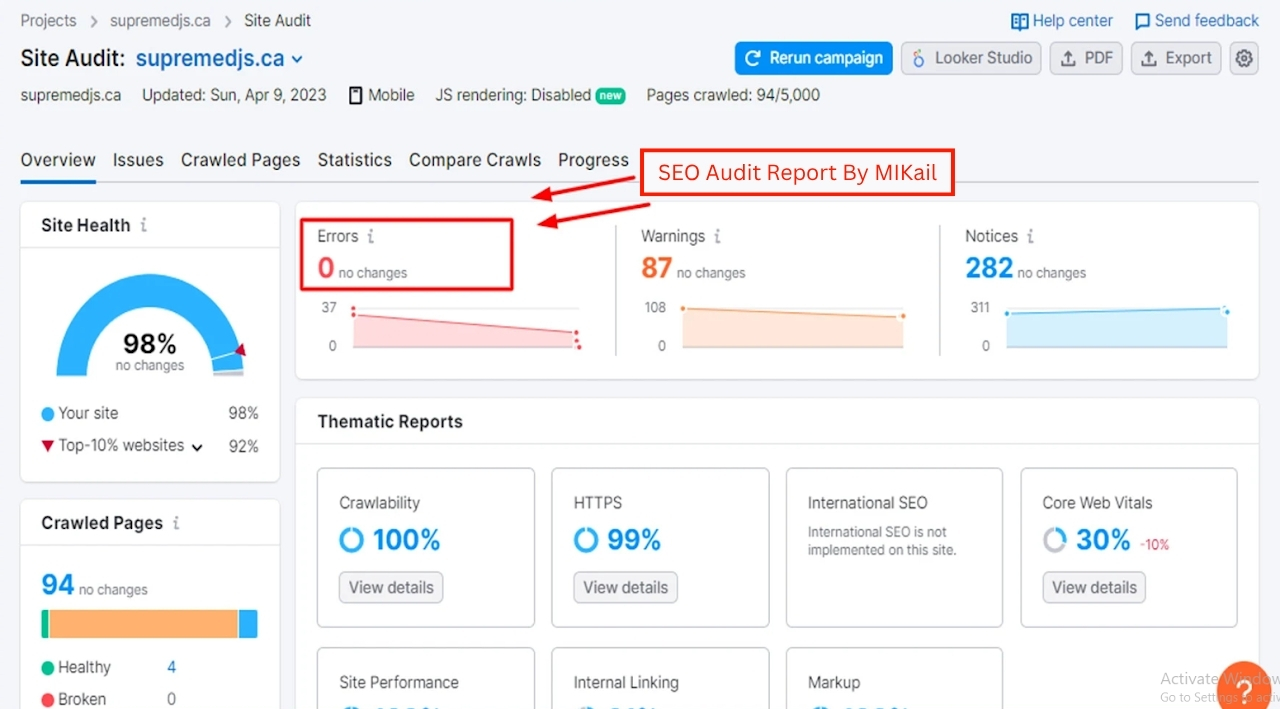 Projects > supremedjs.ca > Site Audit
Help center
Send feedback
Site Audit: supremedjs.ca
Rerun campaign
Looker Studio
PDF
Export
supremedjs.ca Updated: Sun, Apr 9, 2023 Mobile JS rendering: Disabled new Pages crawled: 94/5,000
Overview Issues Crawled Pages Statistics Compare Crawls Progress
SEO Audit Report By MIKail
Site Health i
98%
no changes
Your site 98%
Top-10% websites 92%
Errors i
0 no changes
37
0
Warnings i
87 no changes
108
0
Notices i
282 no changes
311
0
Thematic Reports
Crawlability
100%
View details
HTTPS
99%
View details
International SEO
International SEO is not
implemented on this site.
Core Web Vitals
30% -10%
View details
Crawled Pages i
94 no changes
Healthy 4
Broken 0
Site Performance
Internal Linking
Markup
Activate Window
Go to Settings to
?